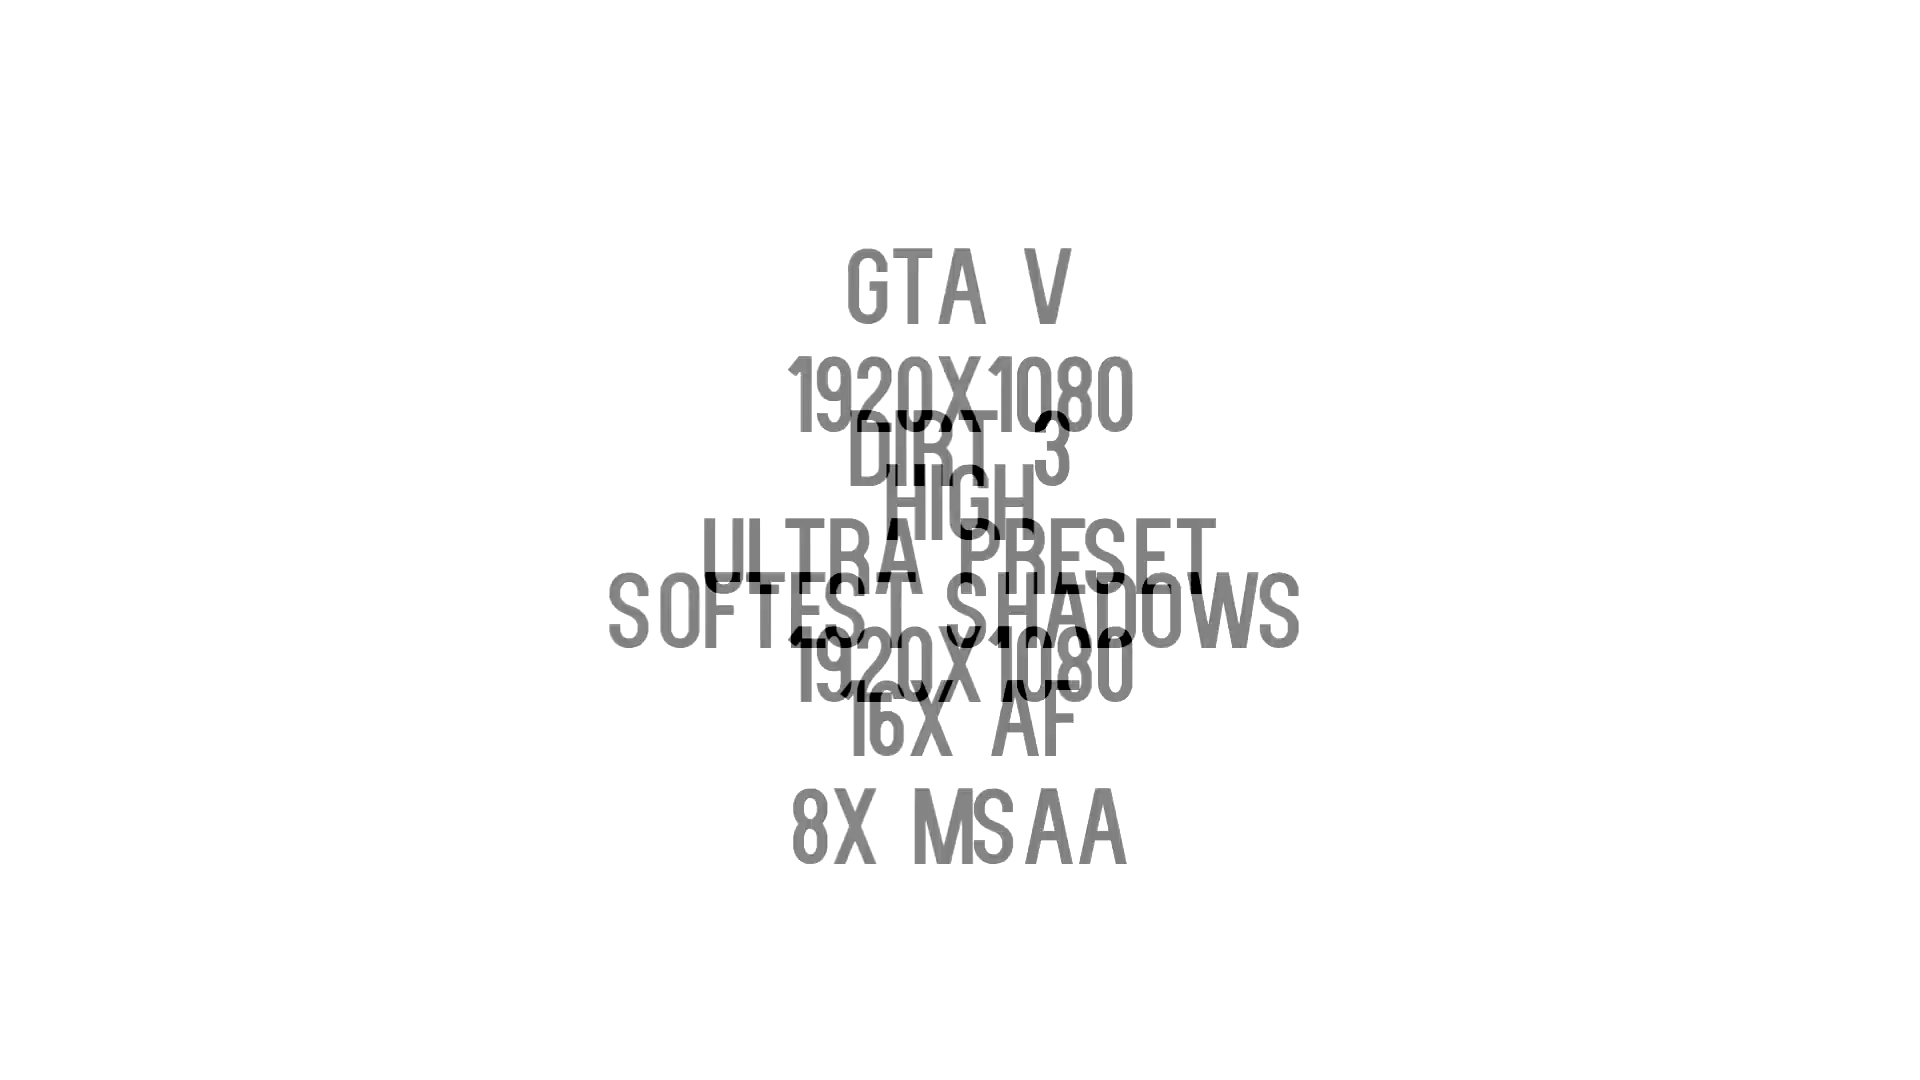 GTA V
1920X1080
DIRT 3
HIGH
ULTRA PRESET
SOFTEST SHADOWS
1920X1080
16X AF
8X MSAA